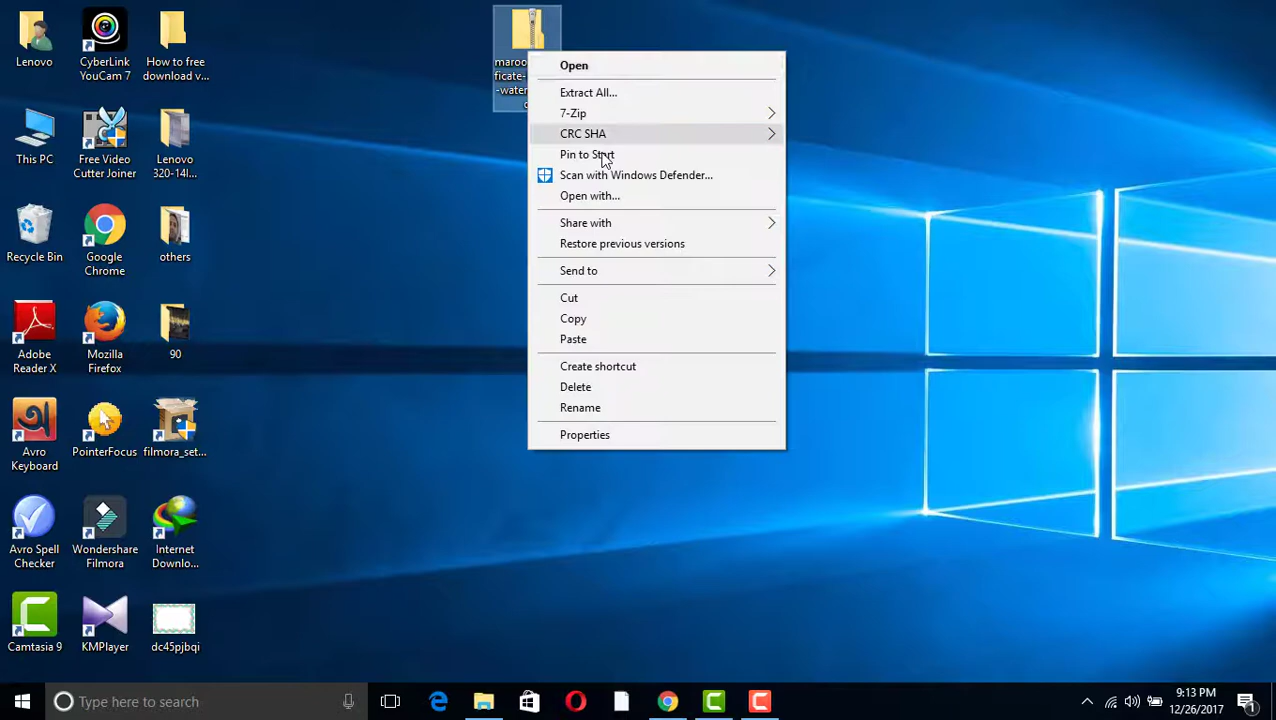 Lenovo
CyberLink
YouCam 7
How to free
download v...
This PC
Free Video
Cutter Joiner
Lenovo
320-14I...
Recycle Bin
Google
Chrome
others
Adobe
Reader X
Mozilla
Firefox
90
Avro
Keyboard
PointerFocus
filmora_set...
Avro Spell
Checker
Wondershare
Filmora
Internet
Downlo...
Camtasia 9
KMPlayer
dc45pjbqi
maroo
ficate-
-water
Open
Extract All...
7-Zip
CRC SHA
Pin to Start
Scan with Windows Defender...
Open with...
Share with
Restore previous versions
Send to
Cut
Copy
Paste
Create shortcut
Delete
Rename
Properties
Type here to search
9:13 PM
12/26/2017
1